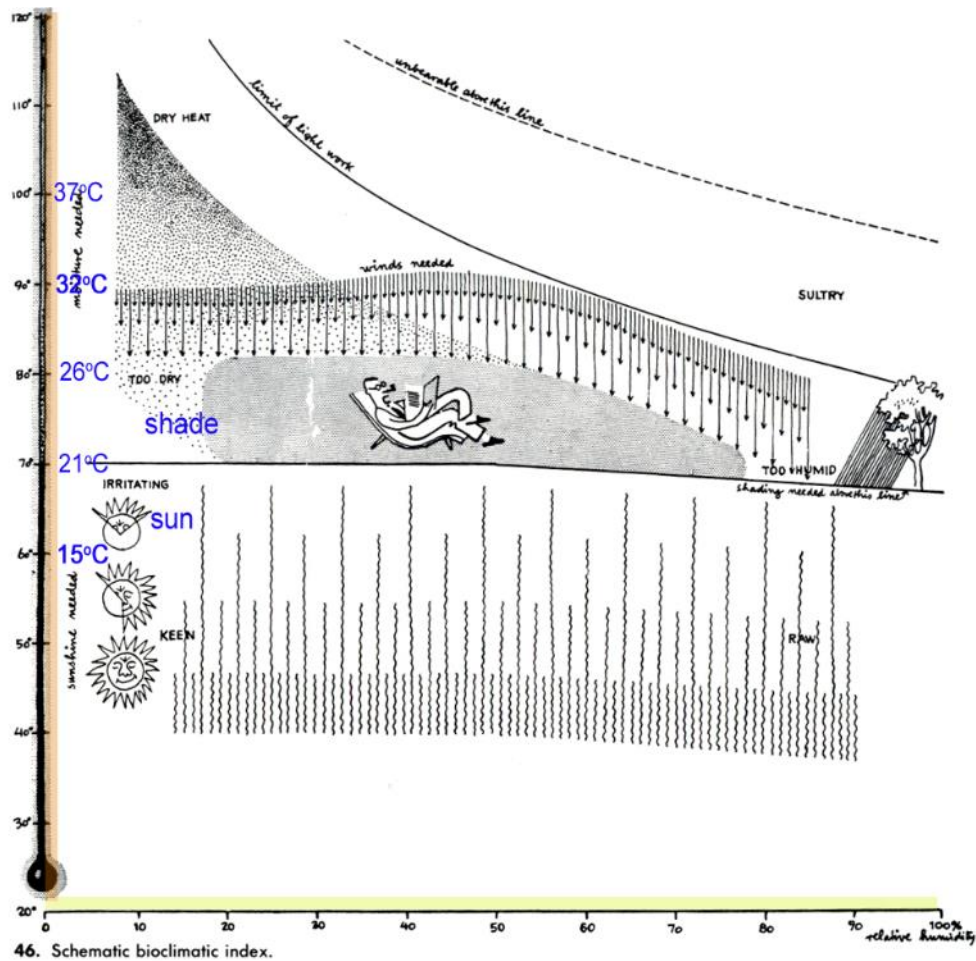 120°
unbearable above this line
limit of light work
110°
DRY HEAT
37°C
100°
moisture needed
winds needed
32°C
90°
SULTRY
26°C
80°
TOO DRY
shade
21°C
70°
TOO HUMID
shading needed above this line
IRRITATING
sun
15°C
60°
KEEN
RAW
50°
sunshine needed
40°
30°
20°
0 10 20 30 40 50 60 70 80 90 100%
relative humidity
46. Schematic bioclimatic index.